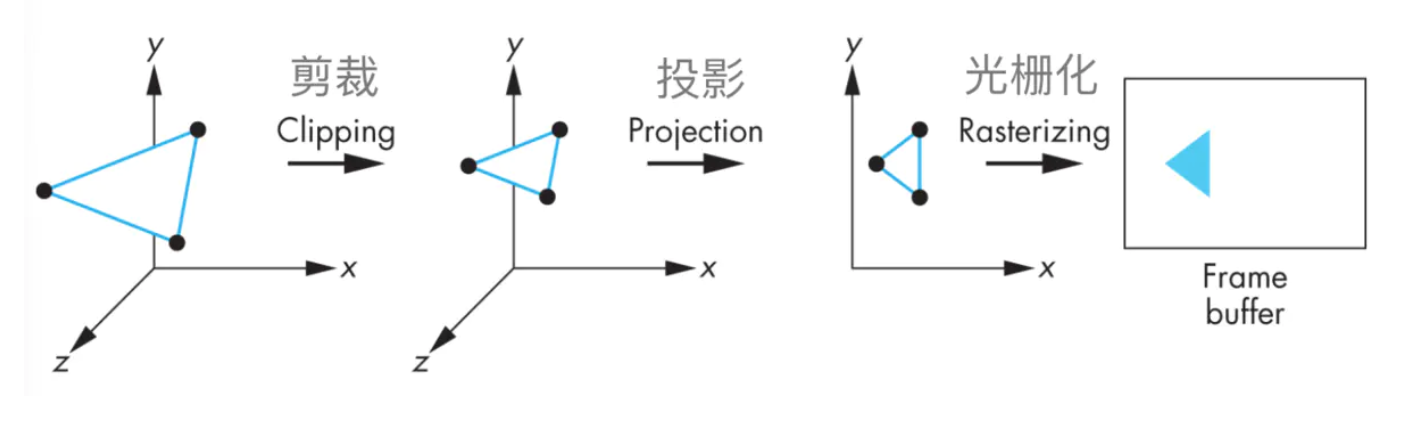 y
剪裁
Clipping
x
z
y
投影
Projection
x
z
y
光栅化
Rasterizing
x
Frame
buffer